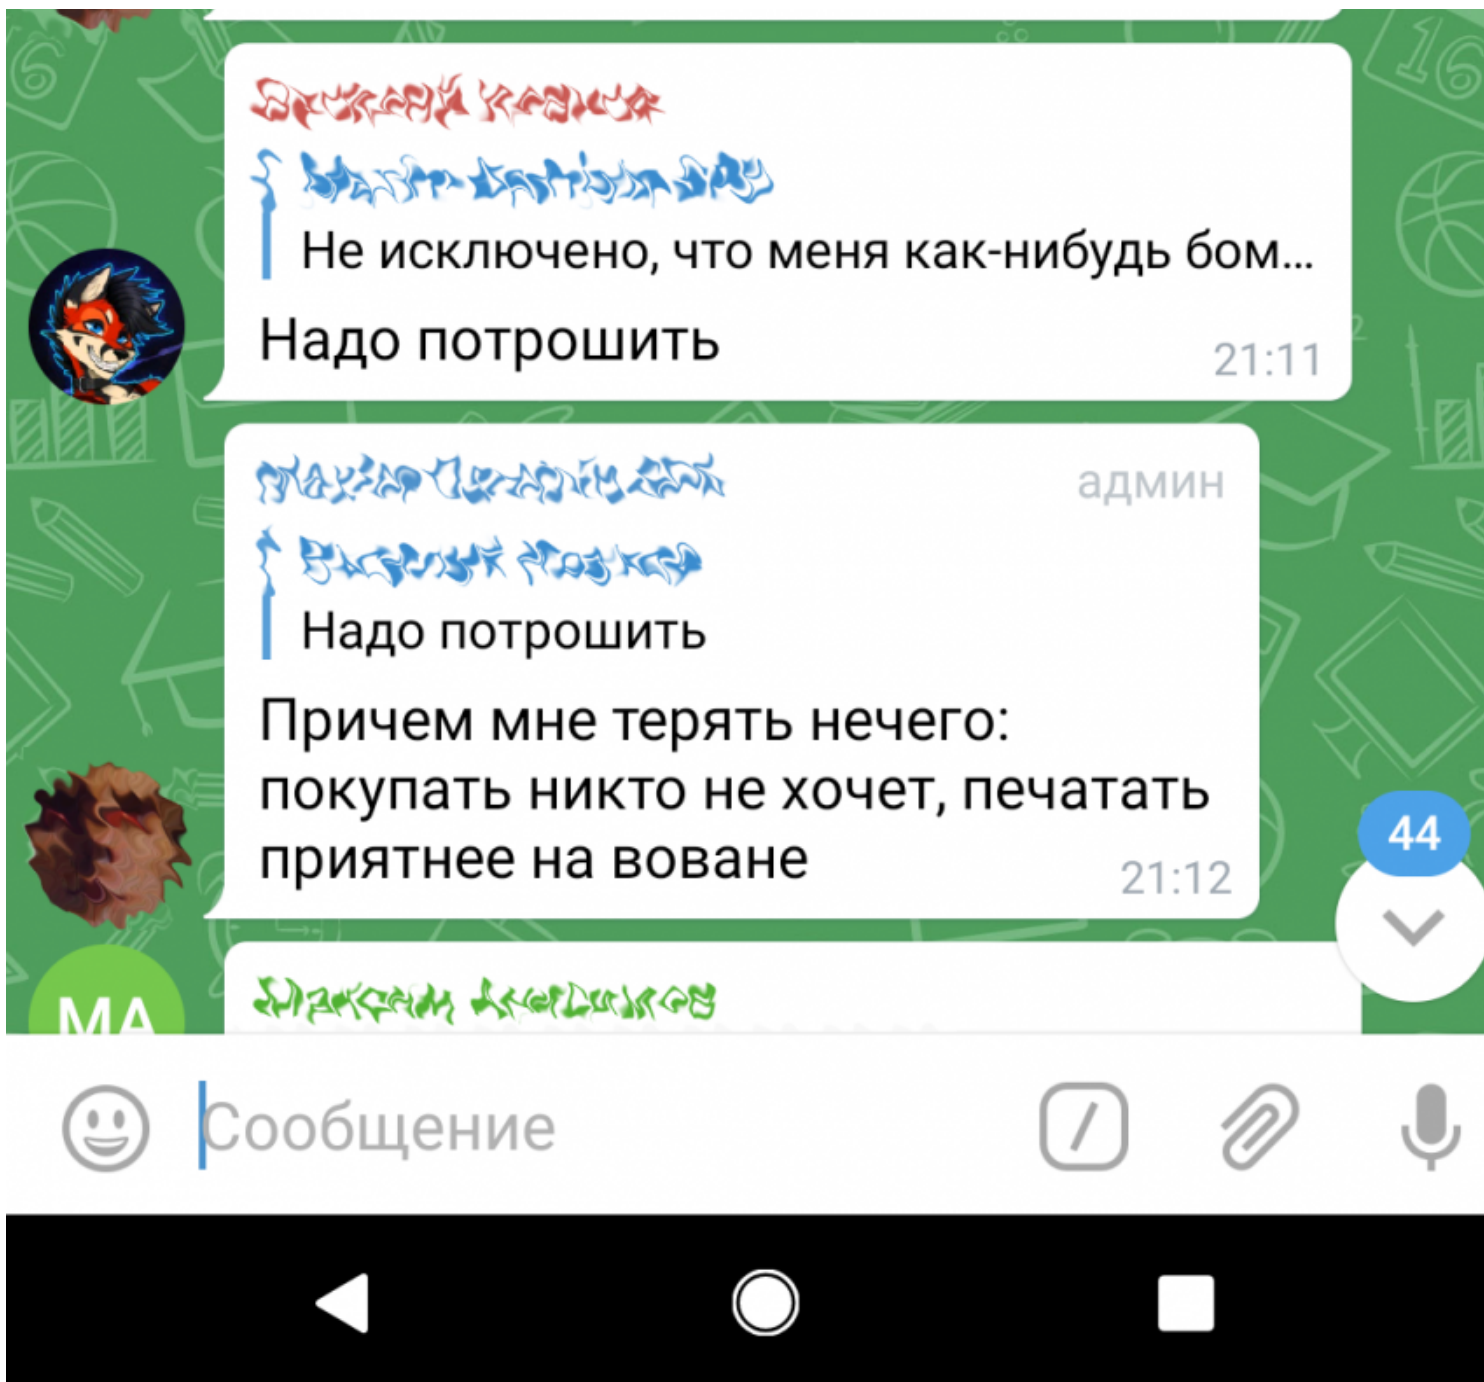 Не исключено, что меня как-нибудь бом...
Надо потрошить
21:11
админ
Надо потрошить
Причем мне терять нечего:
покупать никто не хочет, печатать
приятнее на воване
21:12
44
МА
Сообщение